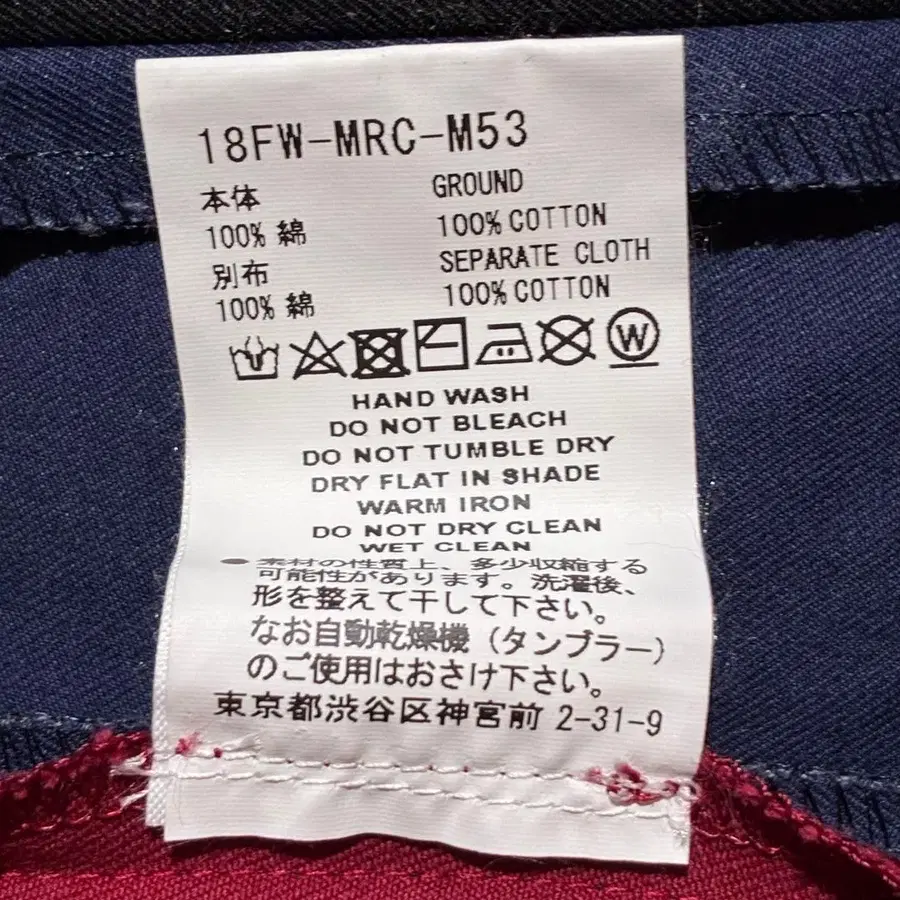 18FW-MRC-M53
本体 GROUND
100% 綿 100% COTTON
別布 SEPARATE CLOTH
100% 綿 100% COTTON
W
HAND WASH
DO NOT BLEACH
DO NOT TUMBLE DRY
DRY FLAT IN SHADE
WARM IRON
DO NOT DRY CLEAN
WET CLEAN
● 素材の性質上、多少収縮する
可能性があります。洗濯後、
形を整えて干して下さい。
なお自動乾燥機（タンブラー）
のご使用はおさけ下さい。
東京都渋谷区神宮前 2-31-9